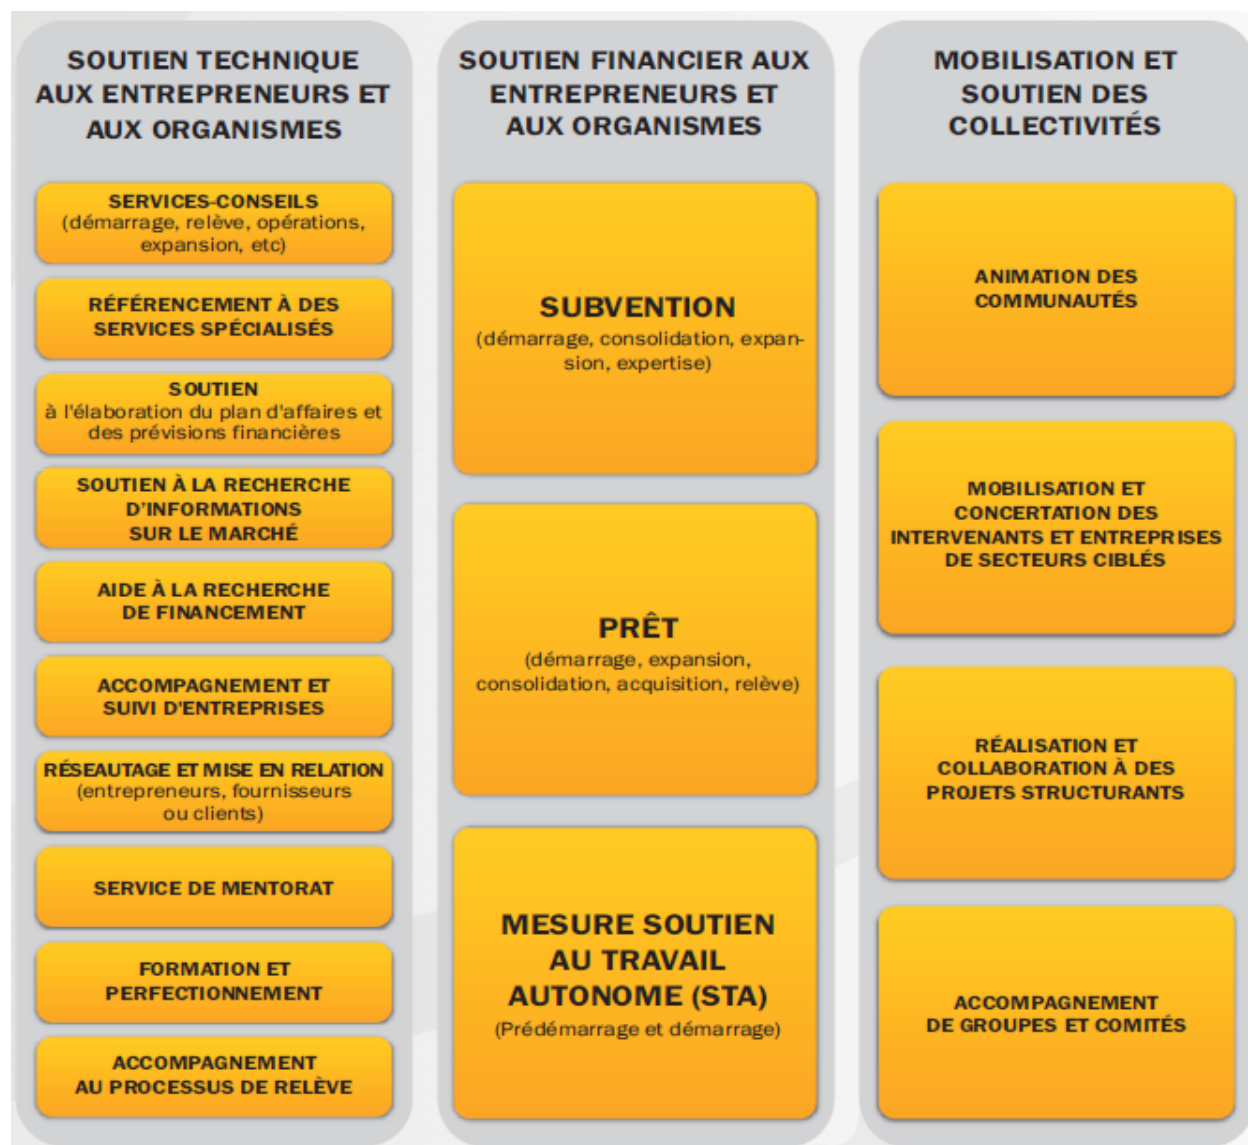 SOUTIEN TECHNIQUE
AUX ENTREPRENEURS ET
AUX ORGANISMES
SERVICES-CONSEILS
(démarrage, relève, opérations,
expansion, etc)
RÉFÉRENCEMENT À DES
SERVICES SPÉCIALISÉS
SOUTIEN
à l'élaboration du plan d'affaires et
des prévisions financières
SOUTIEN À LA RECHERCHE
D'INFORMATIONS
SUR LE MARCHÉ
AIDE À LA RECHERCHE
DE FINANCEMENT
ACCOMPAGNEMENT ET
SUIVI D'ENTREPRISES
RÉSEAUTAGE ET MISE EN RELATION
(entrepreneurs, fournisseurs
ou clients)
SERVICE DE MENTORAT
FORMATION ET
PERFECTIONNEMENT
ACCOMPAGNEMENT
AU PROCESSUS DE RELÈVE
SOUTIEN FINANCIER AUX
ENTREPRENEURS ET
AUX ORGANISMES
SUBVENTION
(démarrage, consolidation, expan-
sion, expertise)
PRÊT
(démarrage, expansion,
consolidation, acquisition, relève)
MESURE SOUTIEN
AU TRAVAIL
AUTONOME (STA)
(Prédémarrage et démarrage)
MOBILISATION ET
SOUTIEN DES
COLLECTIVITÉS
ANIMATION DES
COMMUNAUTÉS
MOBILISATION ET
CONCERTATION DES
INTERVENANTS ET ENTREPRISES
DE SECTEURS CIBLÉS
RÉALISATION ET
COLLABORATION À DES
PROJETS STRUCTURANTS
ACCOMPAGNEMENT
DE GROUPES ET COMITÉS